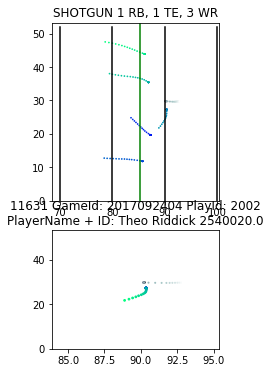 SHOTGUN 1 RB, 1 TE, 3 WR
50
40
30
20
10
0
70 80 90 100
11631 GameId: 2017092404 PlayId: 2002
PlayerName + ID: Theo Riddick 2540020.0
40
20
0
85.0 87.5 90.0 92.5 95.0